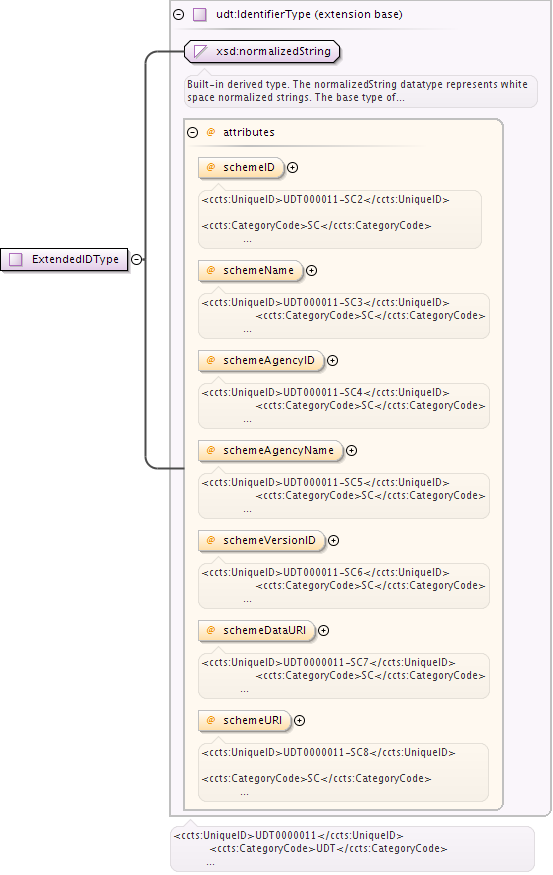 udt:IdentifierType (extension base)
xsd:normalizedString
Built-in derived type. The normalizedString datatype represents white
space normalized strings. The base type of...
@ attributes
@ schemeID
<ccts:UniqueID>UDT000011-SC2</ccts:UniqueID>
<ccts:CategoryCode>SC</ccts:CategoryCode>
...
ExtendedIDType
@ schemeName
<ccts:UniqueID>UDT000011-SC3</ccts:UniqueID>
<ccts:CategoryCode>SC</ccts:CategoryCode>
...
@ schemeAgencyID
<ccts:UniqueID>UDT000011-SC4</ccts:UniqueID>
<ccts:CategoryCode>SC</ccts:CategoryCode>
...
@ schemeAgencyName
<ccts:UniqueID>UDT000011-SC5</ccts:UniqueID>
<ccts:CategoryCode>SC</ccts:CategoryCode>
...
@ schemeVersionID
<ccts:UniqueID>UDT000011-SC6</ccts:UniqueID>
<ccts:CategoryCode>SC</ccts:CategoryCode>
...
@ schemeDataURI
<ccts:UniqueID>UDT0000011-SC7</ccts:UniqueID>
<ccts:CategoryCode>SC</ccts:CategoryCode>
...
@ schemeURI
<ccts:UniqueID>UDT0000011-SC8</ccts:UniqueID>
<ccts:CategoryCode>SC</ccts:CategoryCode>
...
<ccts:UniqueID>UDT0000011</ccts:UniqueID>
<ccts:CategoryCode>UDT</ccts:CategoryCode>
...